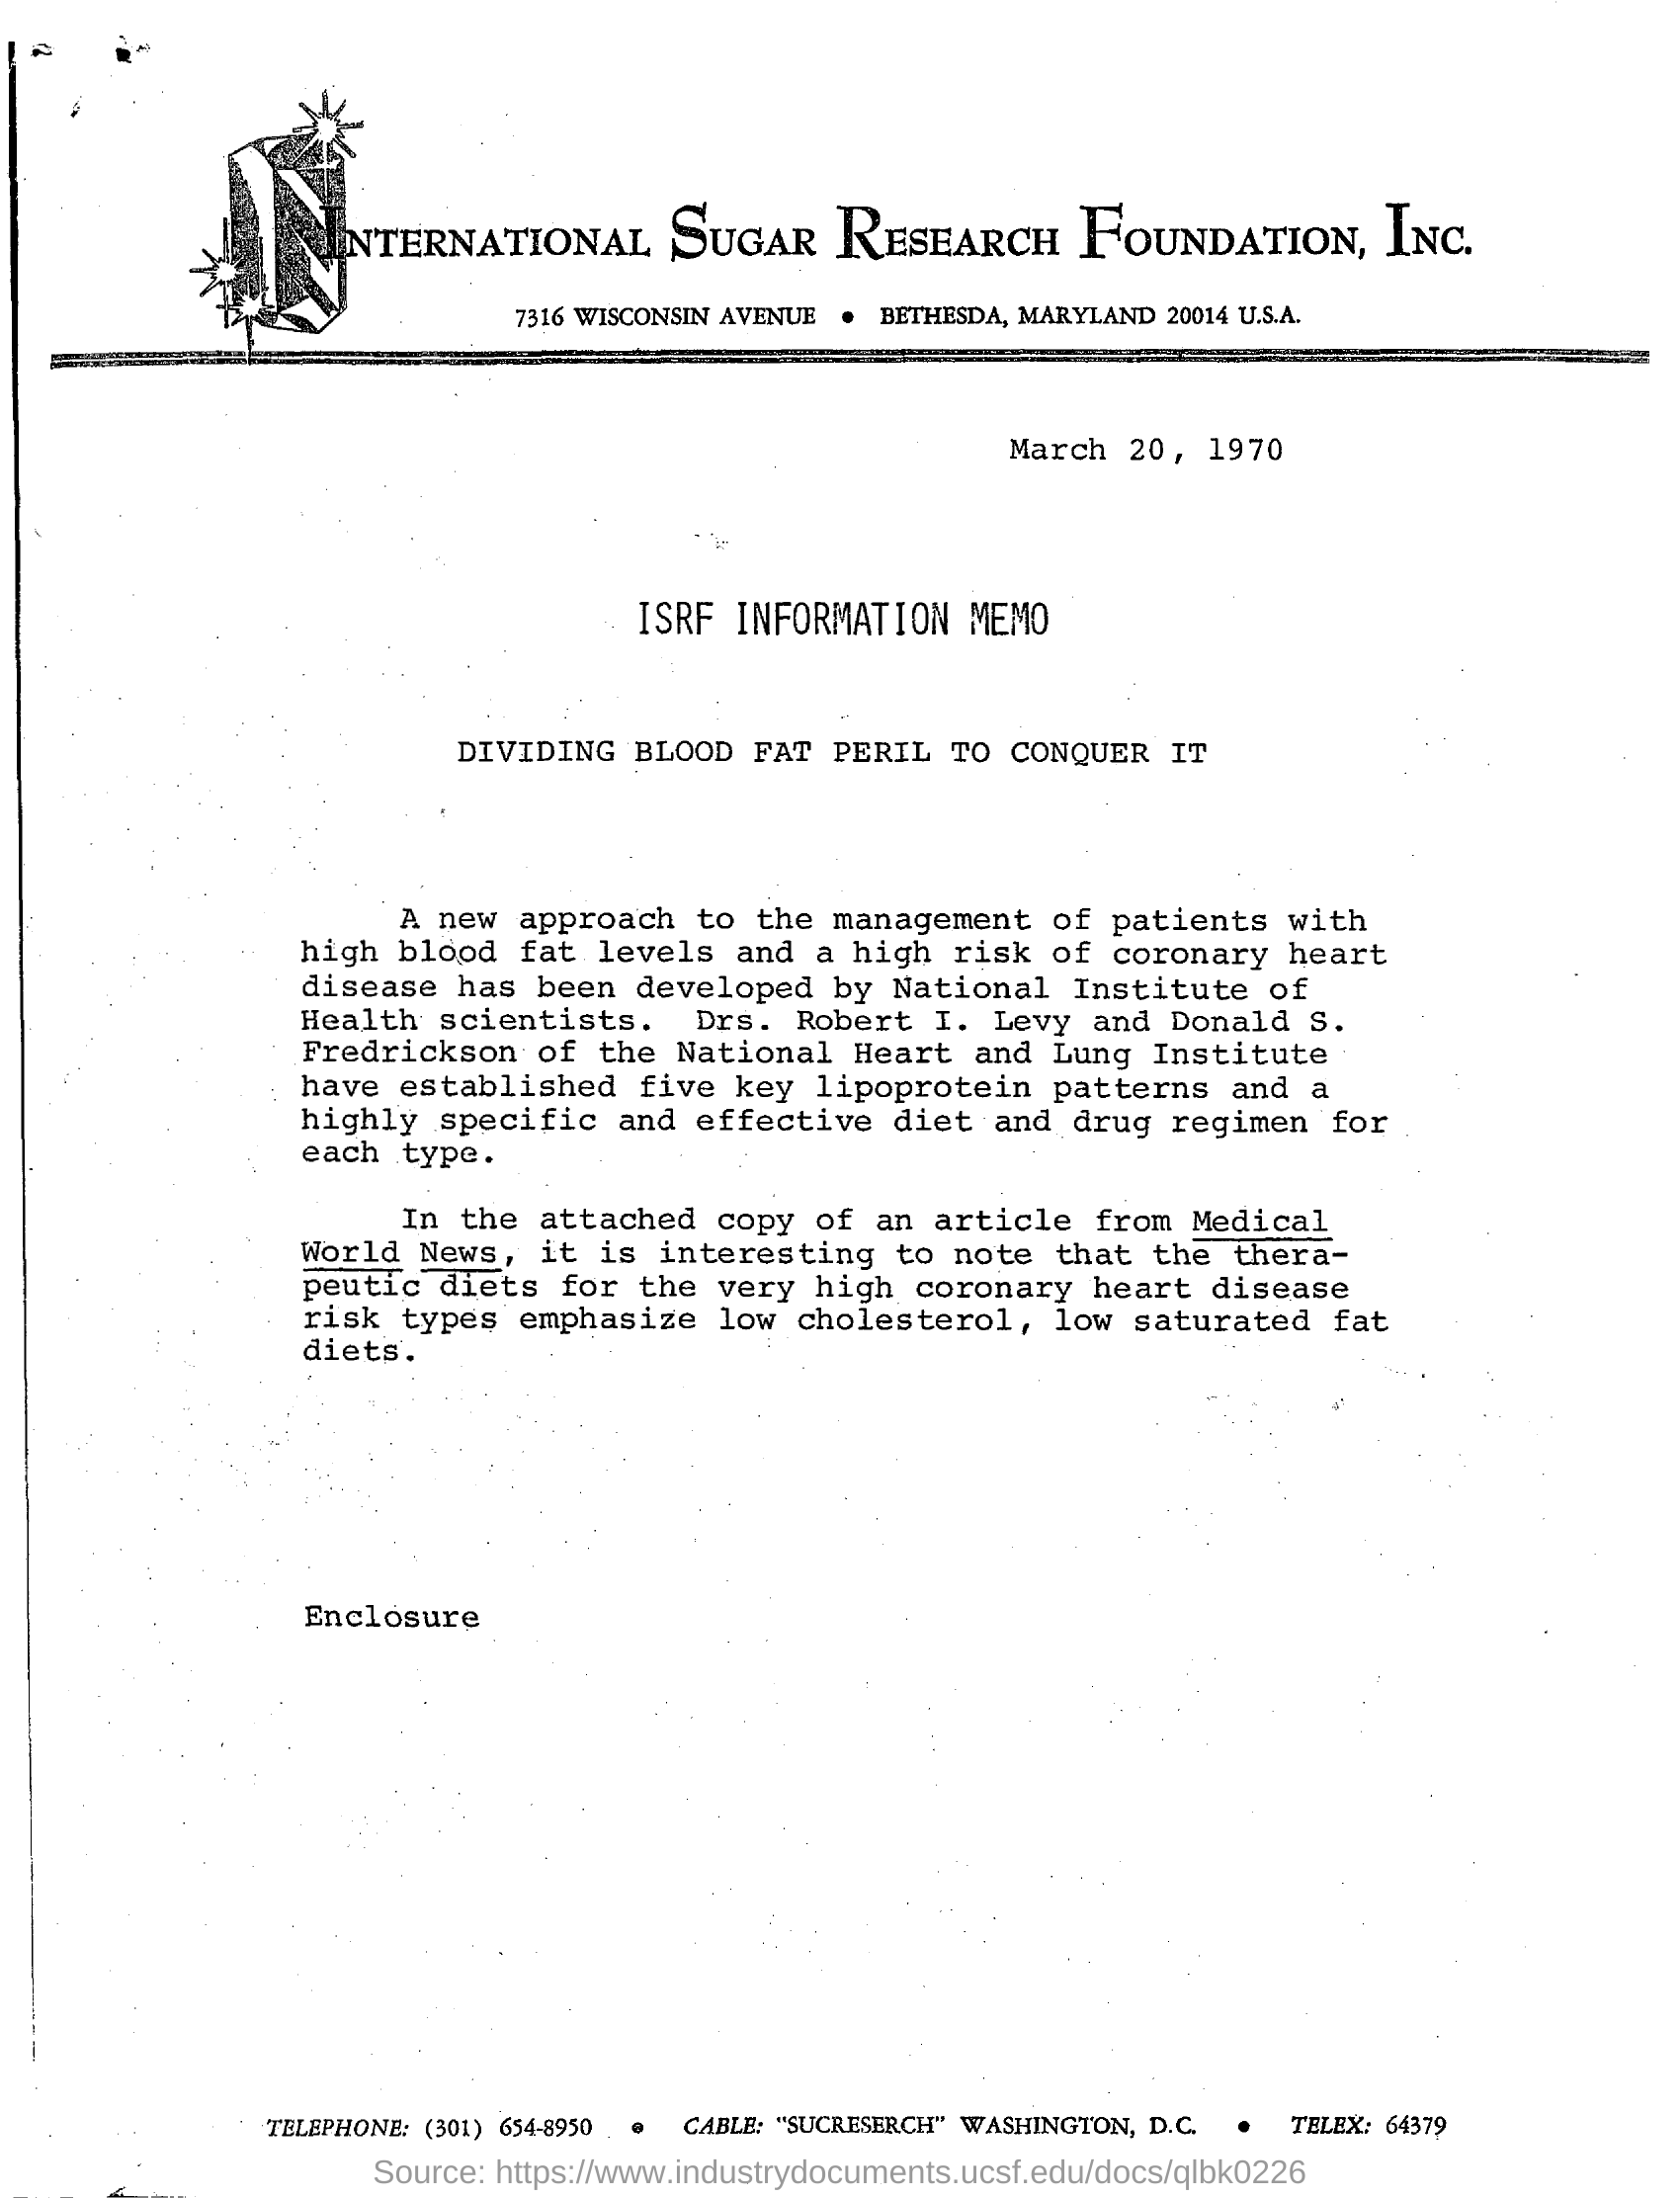 INTERNATIONAL SUGAR RESEARCH FOUNDATION, INC.
7316 WISCONSIN AVENUE • BETHESDA, MARYLAND 20014 U.S.A.
March 20, 1970
ISRF INFORMATION MEMO
DIVIDING BLOOD FAT PERIL TO CONQUER IT
A new approach to the management of patients with
high blood fat levels and a high risk of coronary heart
disease has been developed by National Institute of
Health scientists. Drs. Robert I. Levy and Donald S.
Fredrickson of the National Heart and Lung Institute
have established five key lipoprotein patterns and a
highly specific and effective diet and drug regimen for
each type.
In the attached copy of an article from Medical
World News, it is interesting to note that the thera-
peutic diets for the very high coronary heart disease
risk types emphasize low cholesterol, low saturated fat
diets.
Enclosure
TELEPHONE: (301) 654-8950 • CABLE: "SUCRESERCH" WASHINGTON, D.C. • TELEX: 64379
Source: https://www.industrydocuments.ucsf.edu/docs/qlbk0226